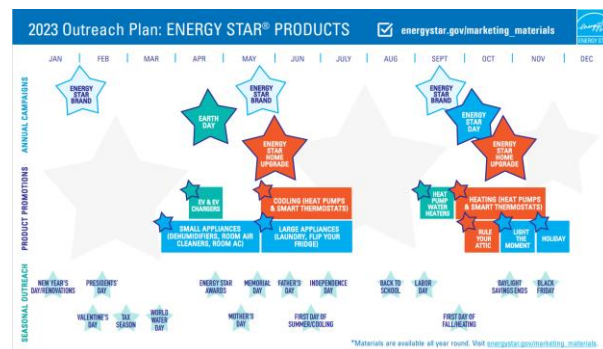 2023 Outreach Plan: ENERGY STAR® PRODUCTS
energystar.gov/marketing_materials
ENERGY STAR
JAN FEB MAR APR MAY JUN JULY AUG SEPT OCT NOV DEC
ANNUAL CAMPAIGNS
ENERGY
STAR
BRAND
EARTH
DAY
ENERGY
STAR
BRAND
ENERGY
STAR HOME
UPGRADE
ENERGY
STAR
BRAND
ENERGY
STAR DAY
ENERGY
STAR HOME
UPGRADE
PRODUCT PROMOTIONS
EV & EV
CHARGERS
COOLING (HEAT PUMPS
& SMART THERMOSTATS)
HEAT
PUMP
WATER
HEATERS
HEATING (HEAT PUMPS
& SMART THERMOSTATS)
SMALL APPLIANCES
(DEHUMIDIFIERS, ROOM AIR
CLEANERS, ROOM AC)
LARGE APPLIANCES
(LAUNDRY, FLIP YOUR
FRIDGE)
RULE
YOUR
ATTIC
LIGHT THE
MOMENT
HOLIDAY
SEASONAL OUTREACH
NEW YEAR'S
DAY/RENOVATIONS
PRESIDENTS'
DAY
ENERGY STAR
AWARDS
MEMORIAL
DAY
FATHER'S
DAY
INDEPENDENCE
DAY
BACK TO
SCHOOL
LABOR
DAY
DAYLIGHT
SAVINGS ENDS
BLACK
FRIDAY
VALENTINE'S
DAY
TAX
SEASON
WORLD
WATER
DAY
MOTHER'S
DAY
FIRST DAY OF
SUMMER/COOLING
FIRST DAY OF
FALL/HEATING
*Materials are available all year round. Visit energystar.gov/marketing_materials.